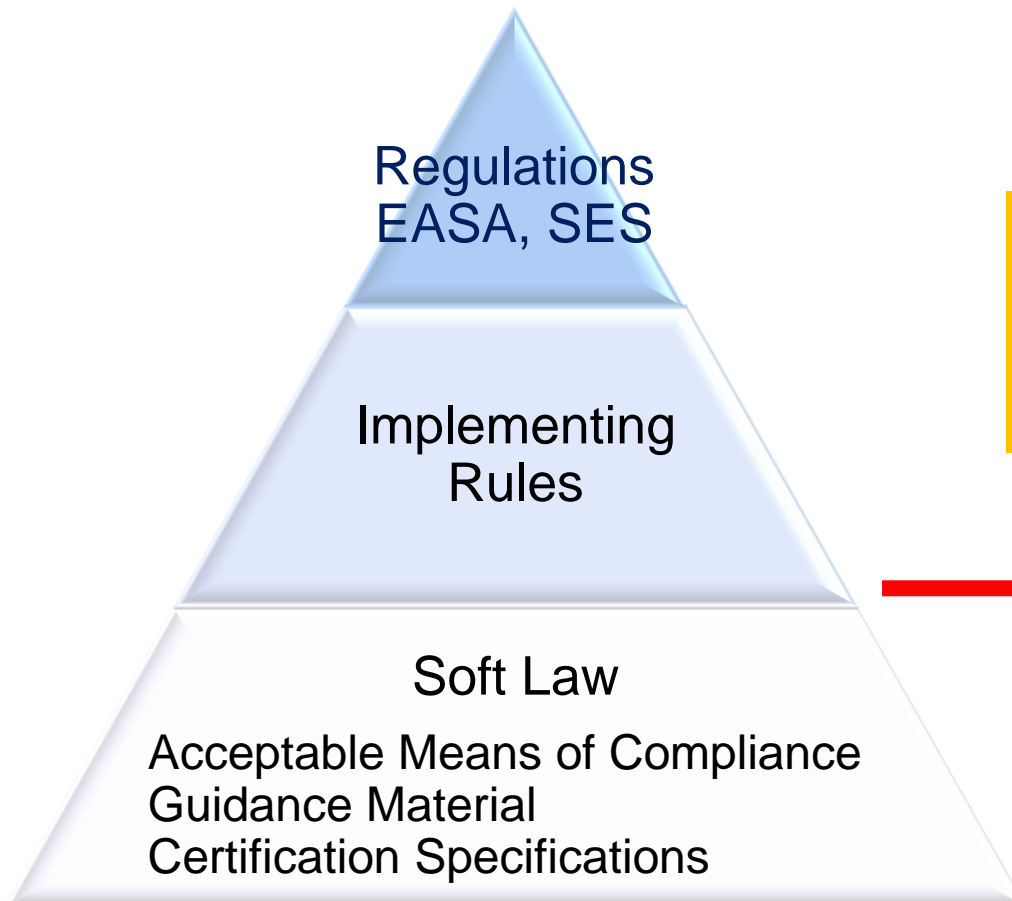 Regulations
EASA, SES
Implementing
Rules
Soft Law
Acceptable Means of Compliance
Guidance Material
Certification Specifications